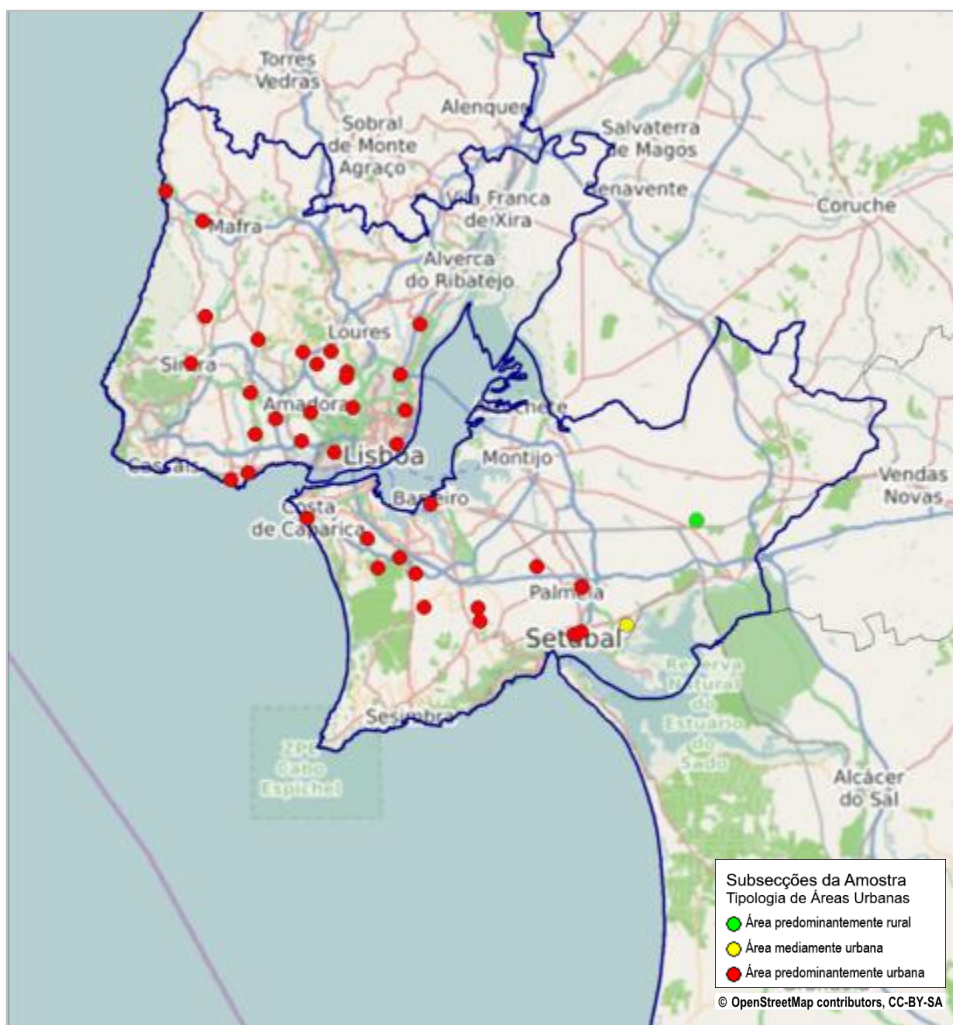 Torres
Vedras
Alenquer
Sobral
de Monte
Agraço
Salvaterra
de Magos
Benavente
Vila Franca
de Xira
Coruche
Mafra
Alverca
do Ribatejo
Loures
Sintra
Amadora
Alcochete
Lisboa
Montijo
Cascais
Vendas
Novas
Barreiro
Costa
de Caparica
Palmela
Setúbal
Reserva
Natural
do
Estuário
do
Sado
Sesimbra
ZPE
Cabo
Espichel
Alcácer
do Sal
Subsecções da Amostra
Tipologia de Áreas Urbanas
Área predominantemente rural
Área mediamente urbana
Área predominantemente urbana
© OpenStreetMap contributors, CC-BY-SA